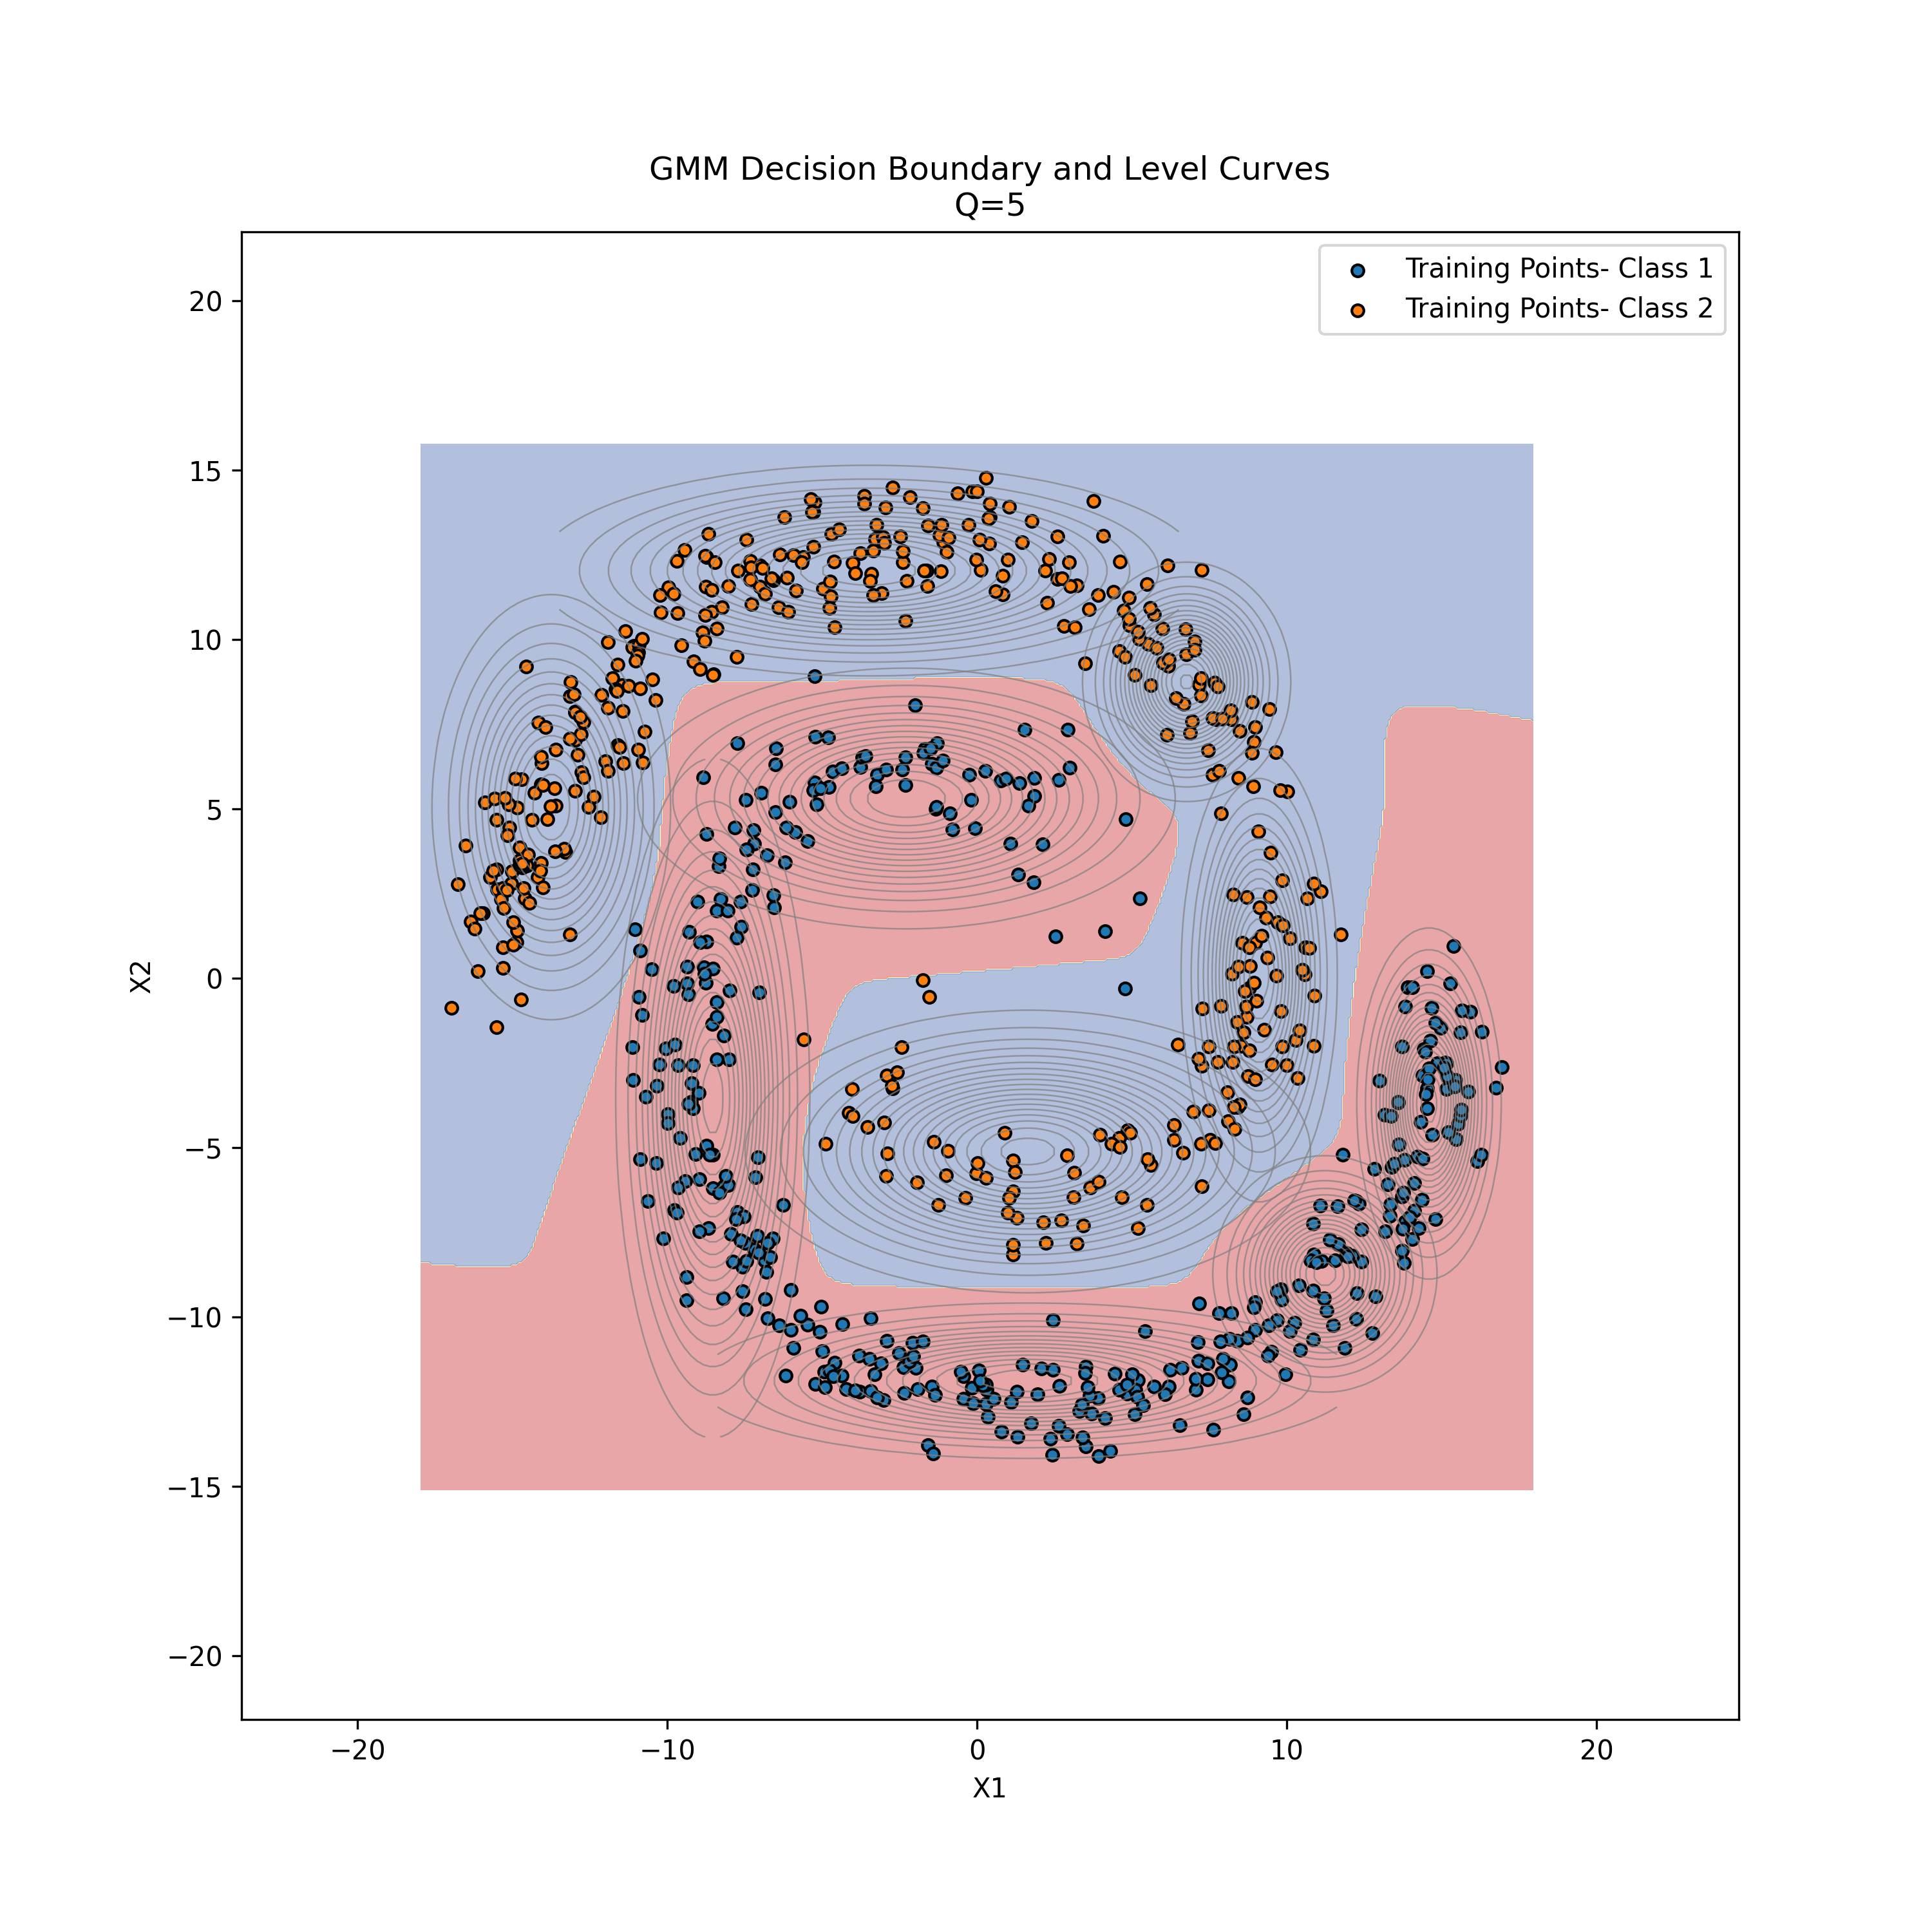 GMM Decision Boundary and Level Curves
Q=5
Training Points- Class 1
Training Points- Class 2
20
15
10
5
0
−5
−10
−15
−20
X2
−20
−10
0
10
20
X1